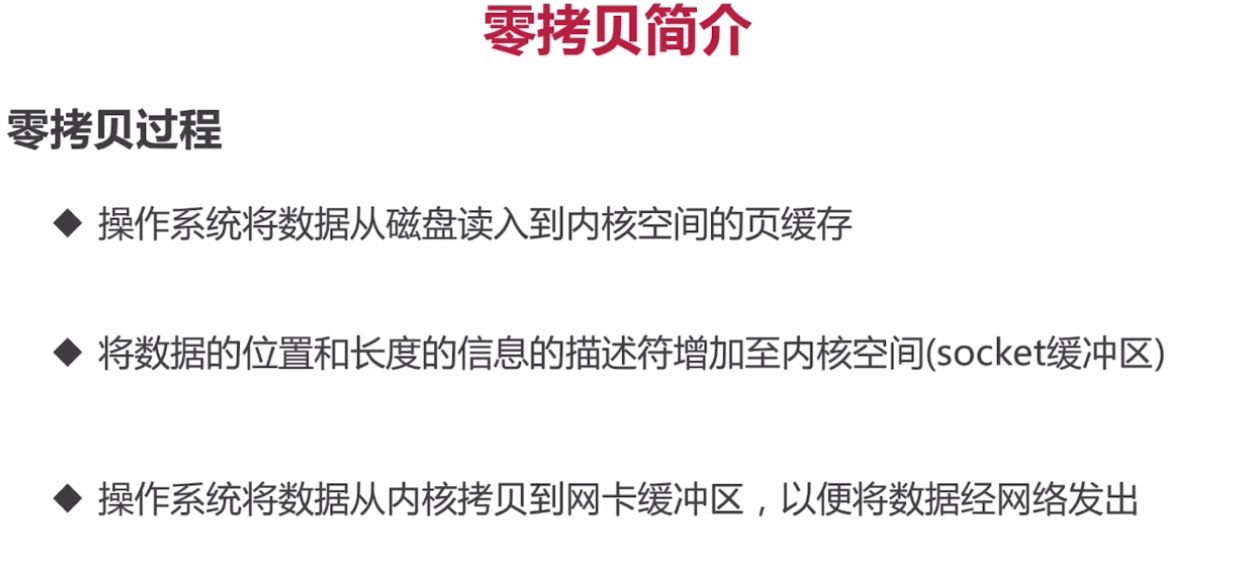 零拷贝简介
零拷贝过程
◆ 操作系统将数据从磁盘读入到内核空间的页缓存
◆ 将数据的位置和长度的信息的描述符增加至内核空间(socket缓冲区)
◆ 操作系统将数据从内核拷贝到网卡缓冲区，以便将数据经网络发出